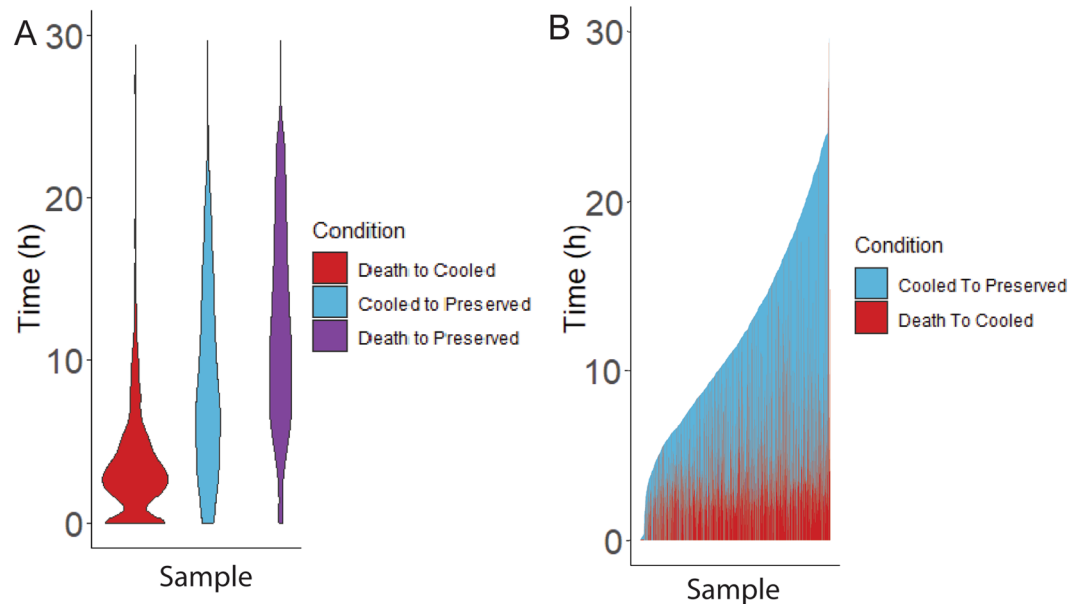 A
30
20
10
0
Time (h)
Sample
Condition
Death to Cooled
Cooled to Preserved
Death to Preserved
B
30
20
10
0
Time (h)
Sample
Condition
Cooled To Preserved
Death To Cooled